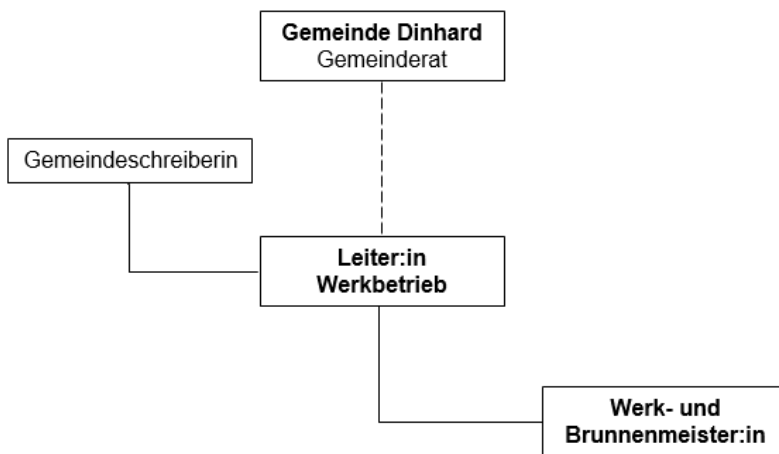 Gemeinde Dinhard
Gemeinderat
Gemeindeschreiberin
Leiter:in
Werkbetrieb
Werk- und
Brunnenmeister:in